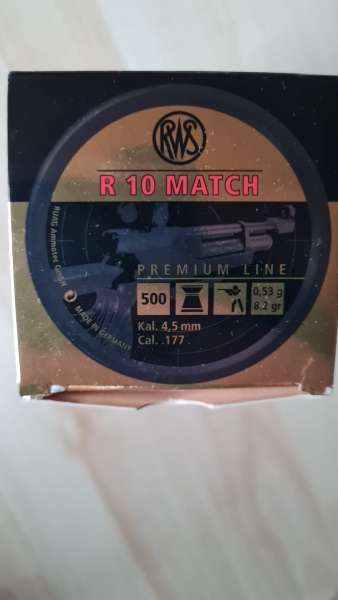 RWS
R 10 MATCH
PREMIUM LINE
500
0,53 g
8.2 gr
Kal. 4,5 mm
Cal. .177
RUAG Ammotec GmbH
MADE IN GERMANY